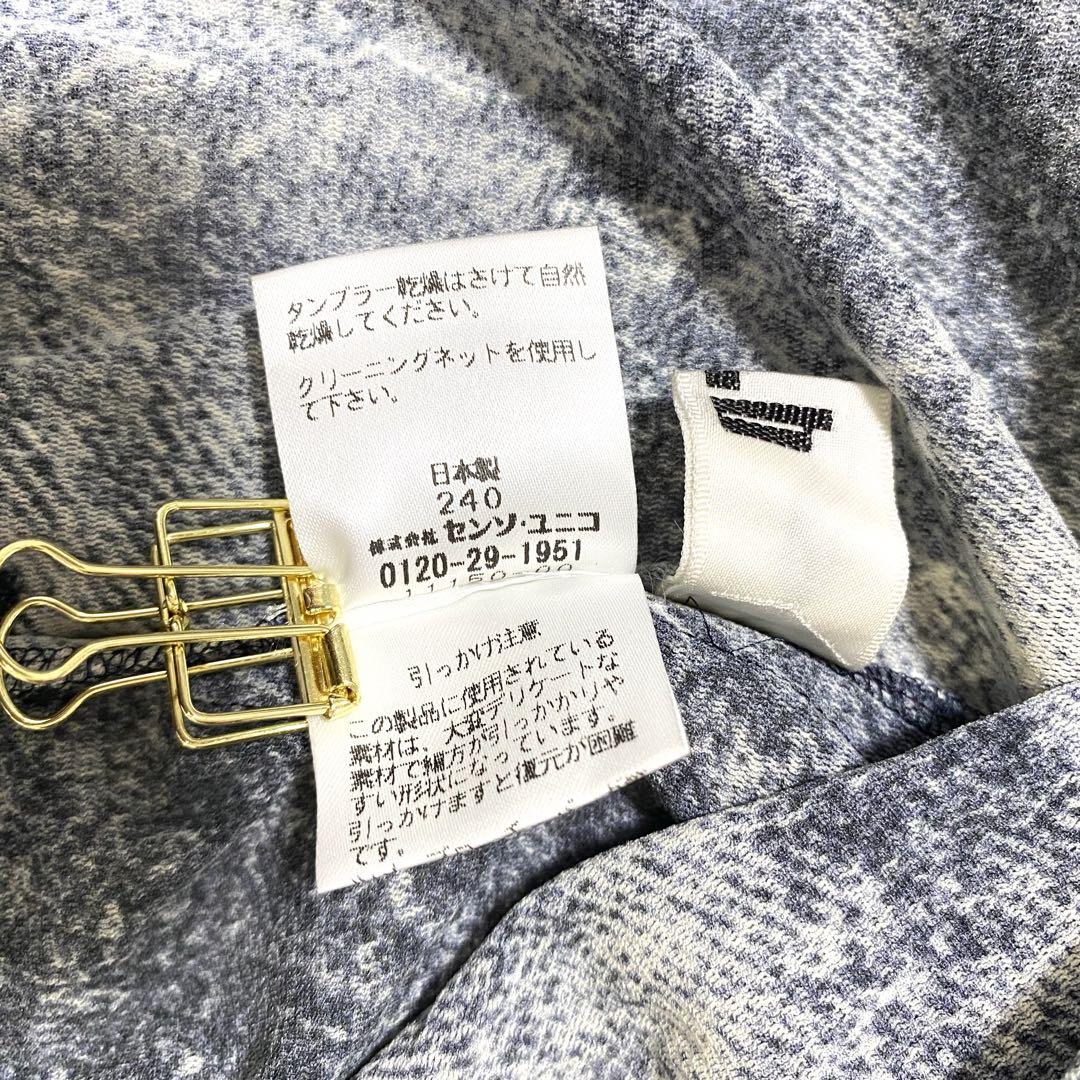 タンブラー乾燥はさけて自然
乾燥してください。
クリーニングネットを使用し
て下さい。
日本製
240
株式会社 センソ・ユニコ
0120-29-1951
引っかけ注意
この製品に使用されている
素材は、大変デリケートな
素材で細方が引っかかりや
すい形状になっています。
引っかけますと復元が困難
です。